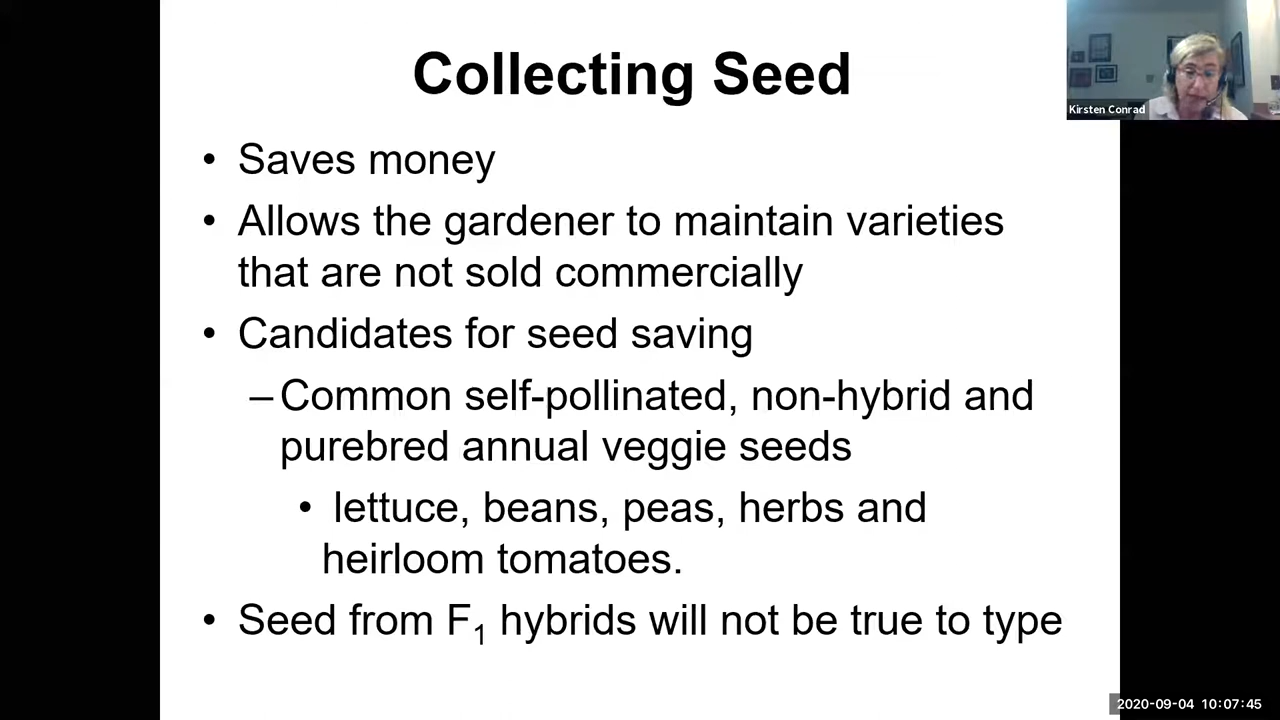 Collecting Seed
Kirsten Conrad
• Saves money
• Allows the gardener to maintain varieties
that are not sold commercially
• Candidates for seed saving
– Common self-pollinated, non-hybrid and
purebred annual veggie seeds
• lettuce, beans, peas, herbs and
heirloom tomatoes.
• Seed from F₁ hybrids will not be true to type
2020-09-04 10:07:45